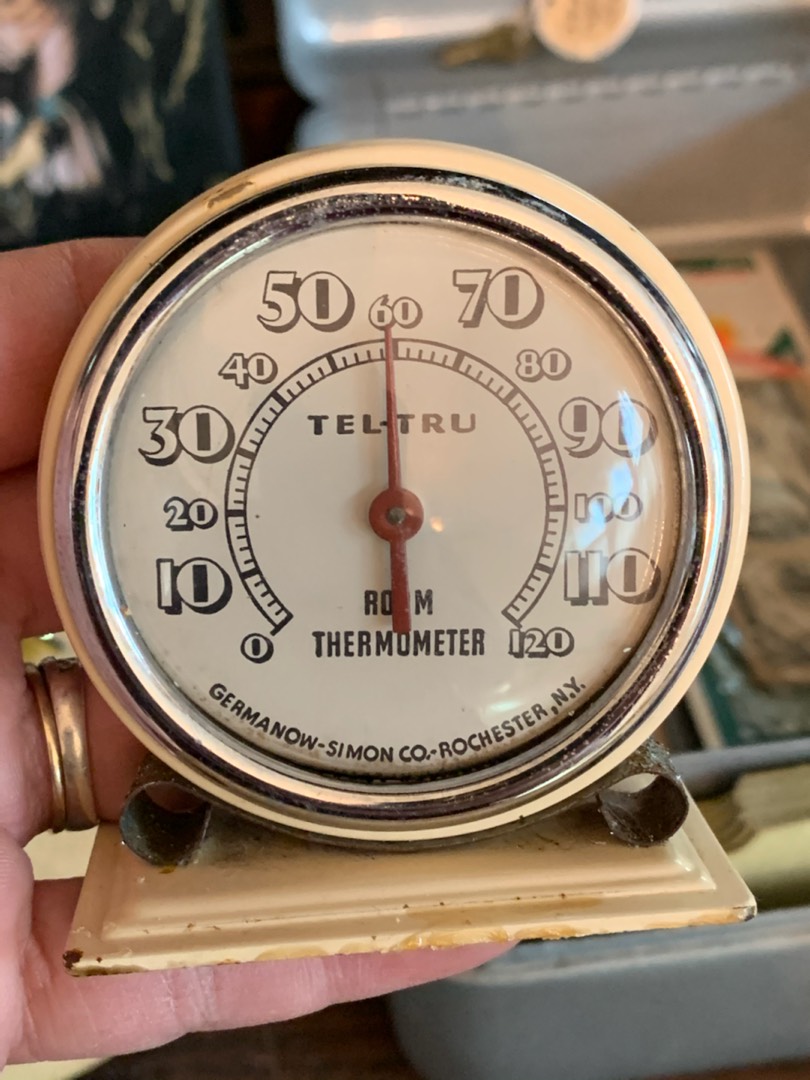 50 60 70
40 80
30 90
20 100
10 110
0 120
TEL-TRU
ROOM
THERMOMETER
GERMANOW-SIMON CO.-ROCHESTER, N.Y.